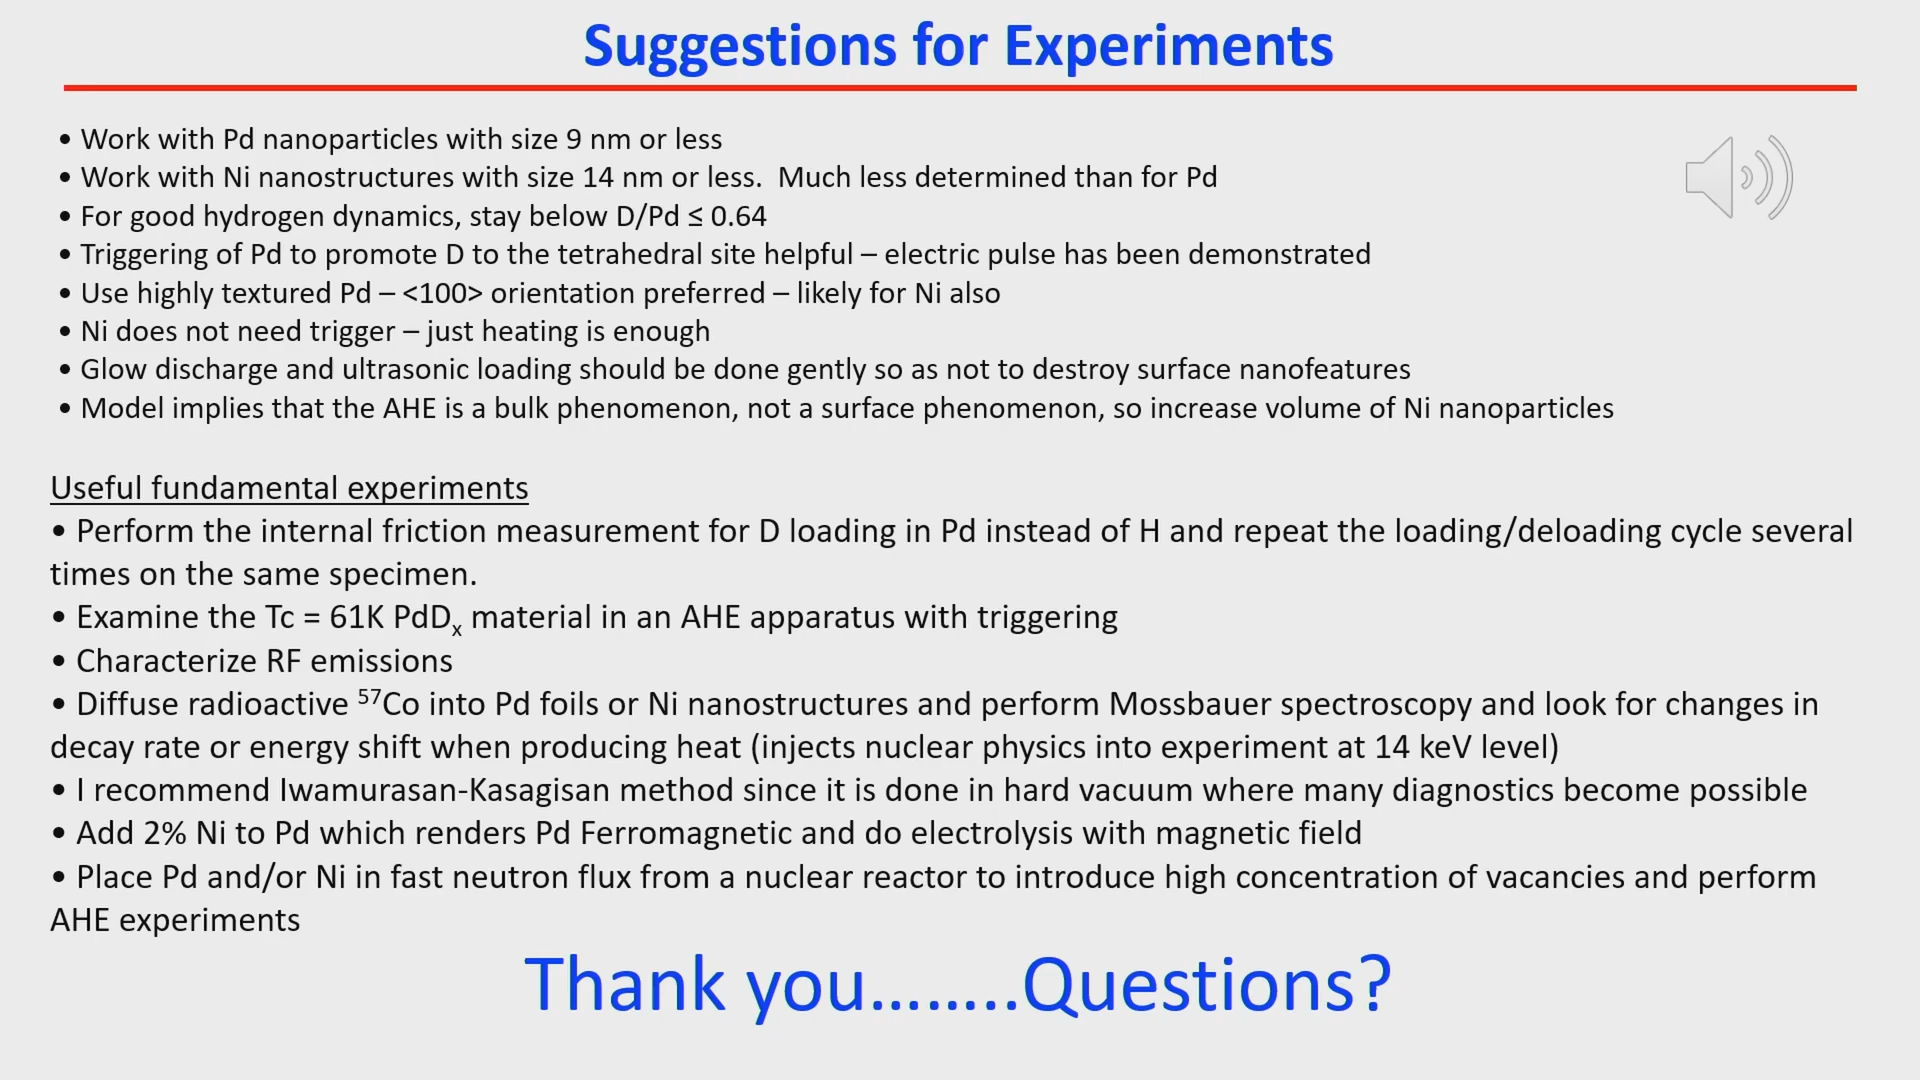 Suggestions for Experiments
• Work with Pd nanoparticles with size 9 nm or less
• Work with Ni nanostructures with size 14 nm or less.  Much less determined than for Pd
• For good hydrogen dynamics, stay below D/Pd ≤ 0.64
• Triggering of Pd to promote D to the tetrahedral site helpful – electric pulse has been demonstrated
• Use highly textured Pd – <100> orientation preferred – likely for Ni also
• Ni does not need trigger – just heating is enough
• Glow discharge and ultrasonic loading should be done gently so as not to destroy surface nanofeatures
• Model implies that the AHE is a bulk phenomenon, not a surface phenomenon, so increase volume of Ni nanoparticles
Useful fundamental experiments
• Perform the internal friction measurement for D loading in Pd instead of H and repeat the loading/deloading cycle several
times on the same specimen.
• Examine the Tc = 61K PdDₓ material in an AHE apparatus with triggering
• Characterize RF emissions
• Diffuse radioactive ⁵⁷Co into Pd foils or Ni nanostructures and perform Mossbauer spectroscopy and look for changes in
decay rate or energy shift when producing heat (injects nuclear physics into experiment at 14 keV level)
• I recommend Iwamurasan-Kasagisan method since it is done in hard vacuum where many diagnostics become possible
• Add 2% Ni to Pd which renders Pd Ferromagnetic and do electrolysis with magnetic field
• Place Pd and/or Ni in fast neutron flux from a nuclear reactor to introduce high concentration of vacancies and perform
AHE experiments
Thank you……..Questions?